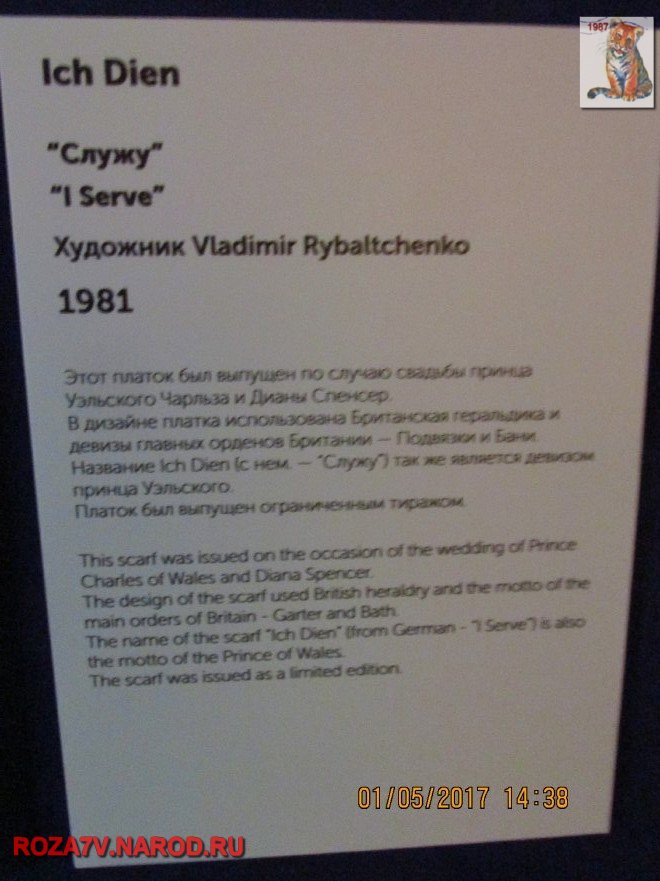 1987
Ich Dien
“Служу”
“I Serve”
Художник Vladimir Rybaltchenko
1981
Этот платок был выпущен по случаю свадьбы принца
Уэльского Чарльза и Дианы Спенсер.
В дизайне платка использована Британская геральдика и
девизы главных орденов Британии — Подвязки и Бани.
Название Ich Dien (с нем. — “Служу”) так же является девизом
принца Уэльского.
Платок был выпущен ограниченным тиражом.
This scarf was issued on the occasion of the wedding of Prince
Charles of Wales and Diana Spencer.
The design of the scarf used British heraldry and the motto of the
main orders of Britain - Garter and Bath.
The name of the scarf “Ich Dien” (from German - “I Serve”) is also
the motto of the Prince of Wales.
The scarf was issued as a limited edition.
01/05/2017 14:38
ROZA7V.NAROD.RU